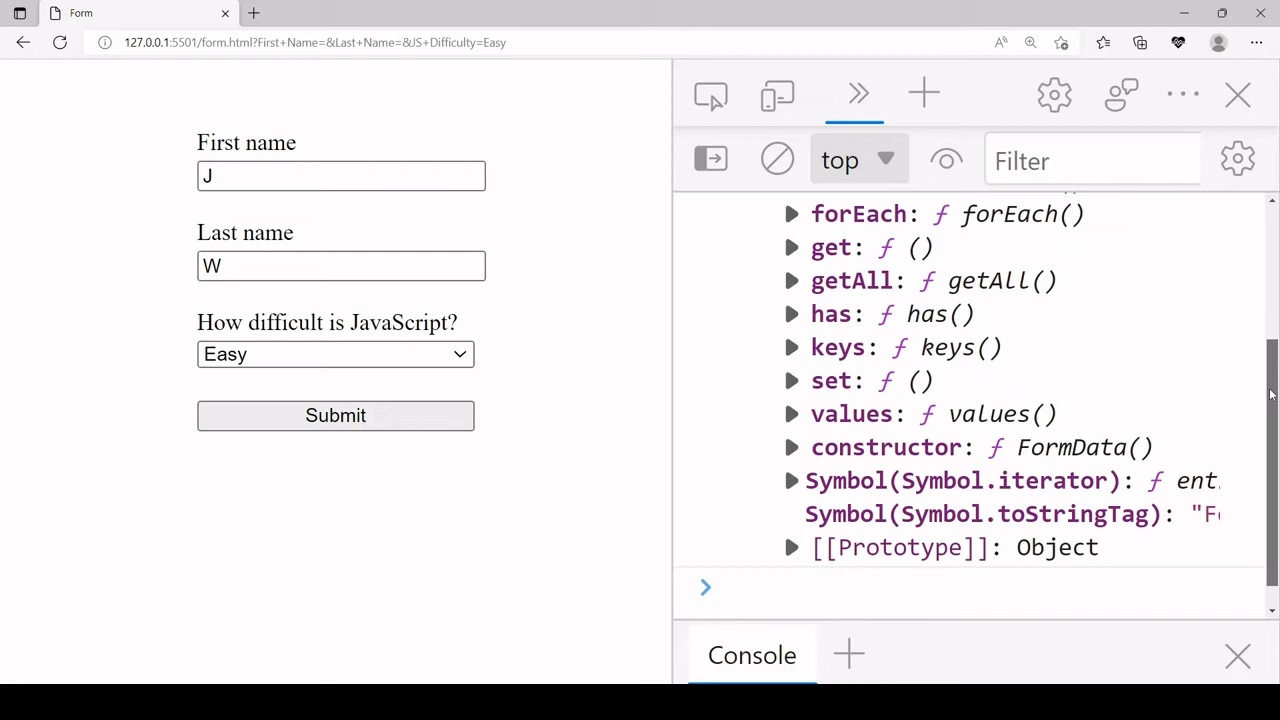 Form
127.0.0.1:5501/form.html?First+Name=&Last+Name=&JS+Difficulty=Easy
First name
J
Last name
W
How difficult is JavaScript?
Easy
Submit
top
Filter
forEach: ƒ forEach()
get: ƒ ()
getAll: ƒ getAll()
has: ƒ has()
keys: ƒ keys()
set: ƒ ()
values: ƒ values()
constructor: ƒ FormData()
Symbol(Symbol.iterator): ƒ ent
Symbol(Symbol.toStringTag): "F
[[Prototype]]: Object
Console